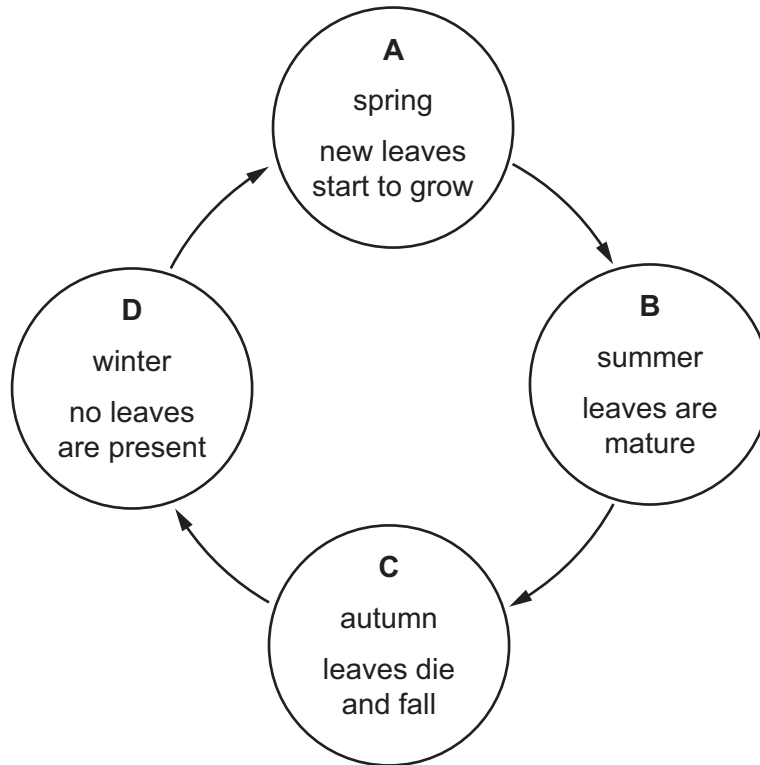 A
spring
new leaves
start to grow
B
summer
leaves are
mature
C
autumn
leaves die
and fall
D
winter
no leaves
are present